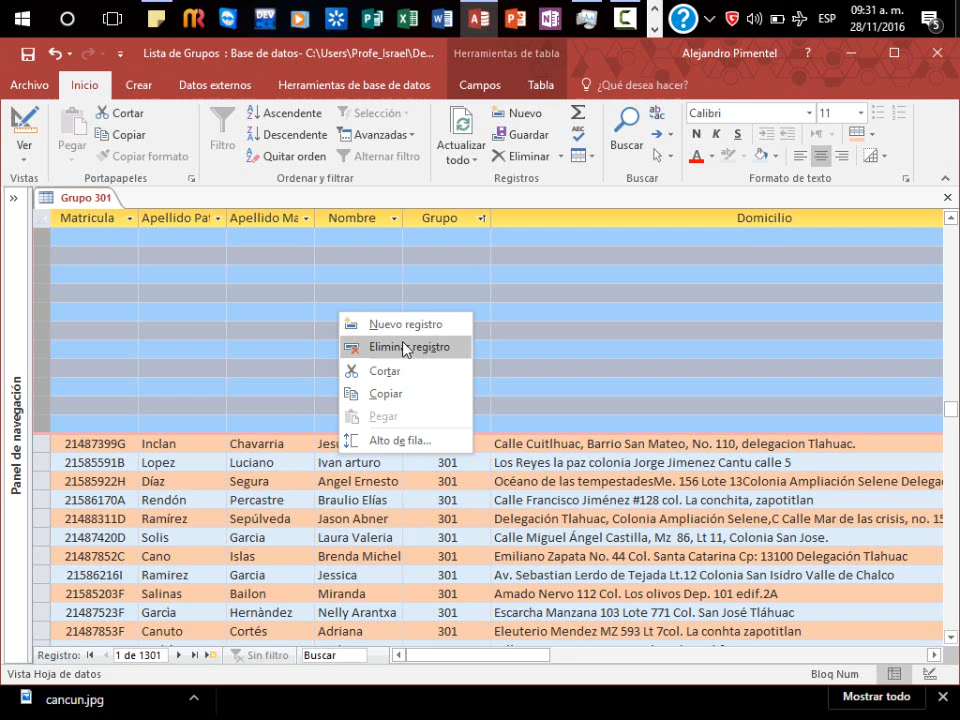 ESP
09:31 a. m.
28/11/2016
5
Lista de Grupos : Base de datos- C:\Users\Profe_Israel\De...
Herramientas de tabla
Alejandro Pimentel
Archivo
Inicio
Crear
Datos externos
Herramientas de base de datos
Campos
Tabla
¿Qué desea hacer?
Ver
Pegar
Cortar
Copiar
Copiar formato
Filtro
Ascendente
Descendente
Quitar orden
Selección
Avanzadas
Alternar filtro
Actualizar todo
Nuevo
Guardar
Eliminar
Buscar
Calibri
11
N K S
Vistas
Portapapeles
Ordenar y filtrar
Registros
Buscar
Formato de texto
Grupo 301
Matricula
Apellido Pat
Apellido Ma
Nombre
Grupo
Domicilio
Nuevo registro
Eliminar registro
Cortar
Copiar
Pegar
Alto de fila...
Panel de navegación
21487399G Inclan Chavarria Calle Cuitlhuac, Barrio San Mateo, No. 110, delegacion Tlahuac.
21585591B Lopez Luciano Ivan arturo 301 Los Reyes la paz colonia Jorge Jimenez Cantu calle 5
21585922H Díaz Segura Angel Ernesto 301 Océano de las tempestadesMe. 156 Lote 13Colonia Ampliación Selene Delega
21586170A Rendón Percastre Braulio Elías 301 Calle Francisco Jiménez #128 col. La conchita, zapotitlan
21488311D Ramírez Sepúlveda Jason Abner 301 Delegación Tlahuac, Colonia Ampliación Selene,C Calle Mar de las crisis, no. 15
21487420D Solis Garcia Laura Valeria 301 Calle Miguel Ángel Castilla, Mz 86, Lt 11, Colonia San Jose.
21487852C Cano Islas Brenda Michel 301 Emiliano Zapata No. 44 Col. Santa Catarina Cp: 13100 Delegación Tlahuac
21586216I Ramirez Garcia Jessica 301 Av. Sebastian Lerdo de Tejada Lt.12 Colonia San Isidro Valle de Chalco
21585203F Salinas Bailon Miranda 301 Amado Nervo 112 Col. Los olivos Dep. 101 edif.2A
21487523F Garcìa Hernàndez Nelly Arantxa 301 Escarcha Manzana 103 Lote 771 Col. San José Tláhuac
21487853F Canuto Cortés Adriana 301 Eleuterio Mendez MZ 593 Lt 7col. La conhta zapotitlan
Registro: 1 de 1301
Sin filtro
Buscar
Vista Hoja de datos
Bloq Num
cancun.jpg
Mostrar todo